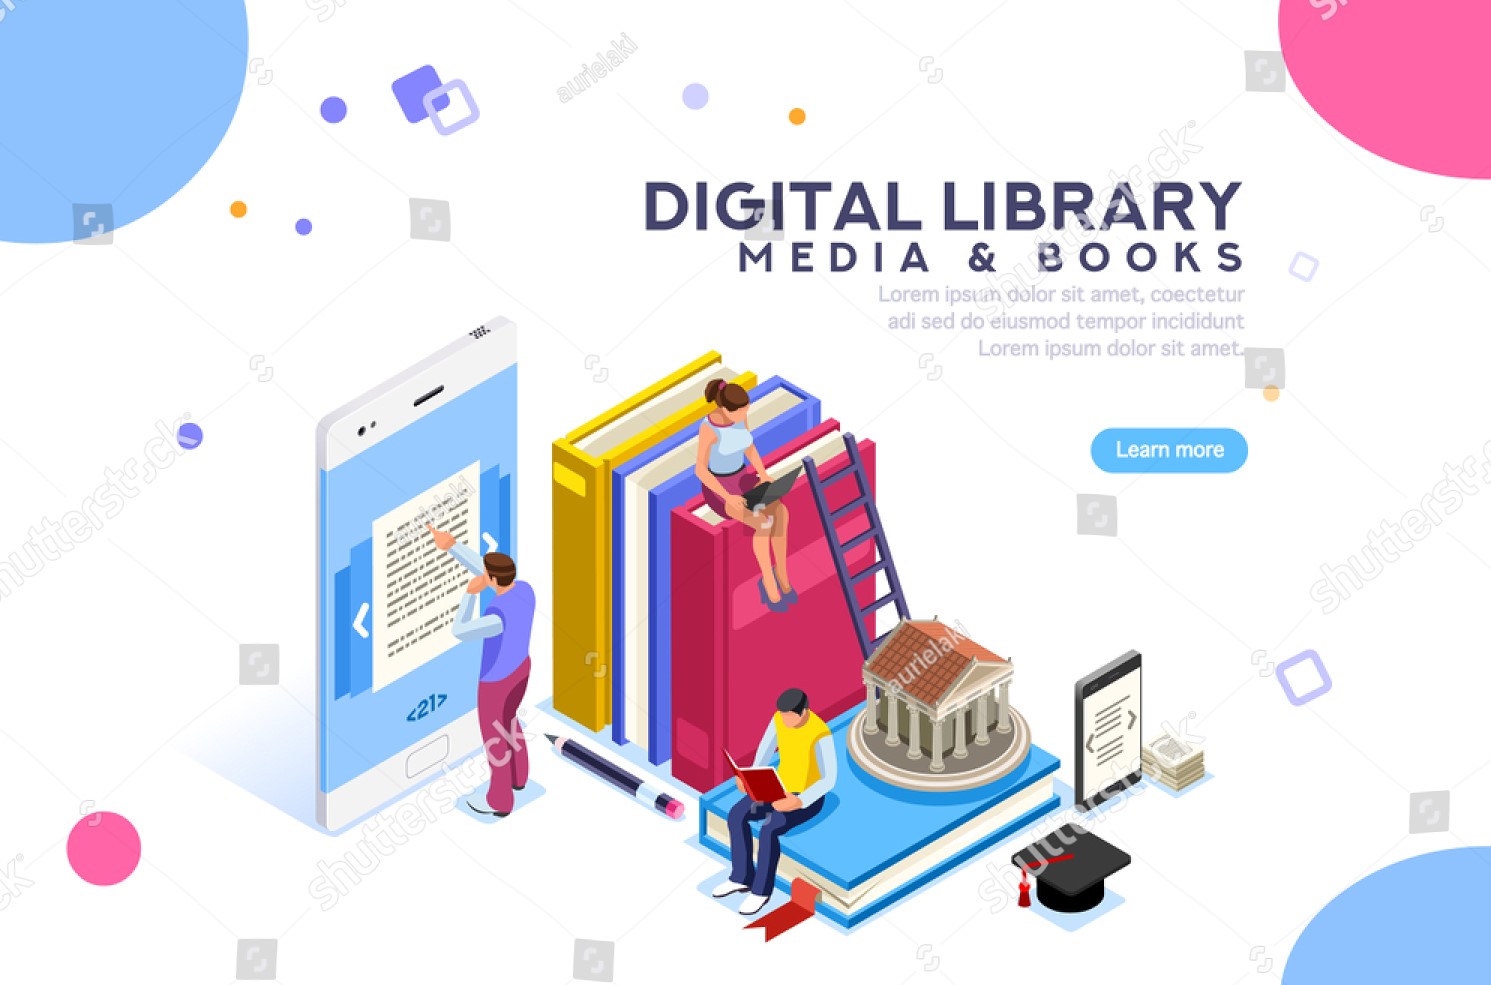 DIGITAL LIBRARY
MEDIA & BOOKS
Lorem ipsum dolor sit amet, coectetur
adi sed do eiusmod tempor incididunt
Lorem ipsum dolor sit amet.
Learn more
<21>
aurielaki
shutterstock
shutterstock
aurielaki
shutterstock
aurielaki
shutterstock
shutterstock